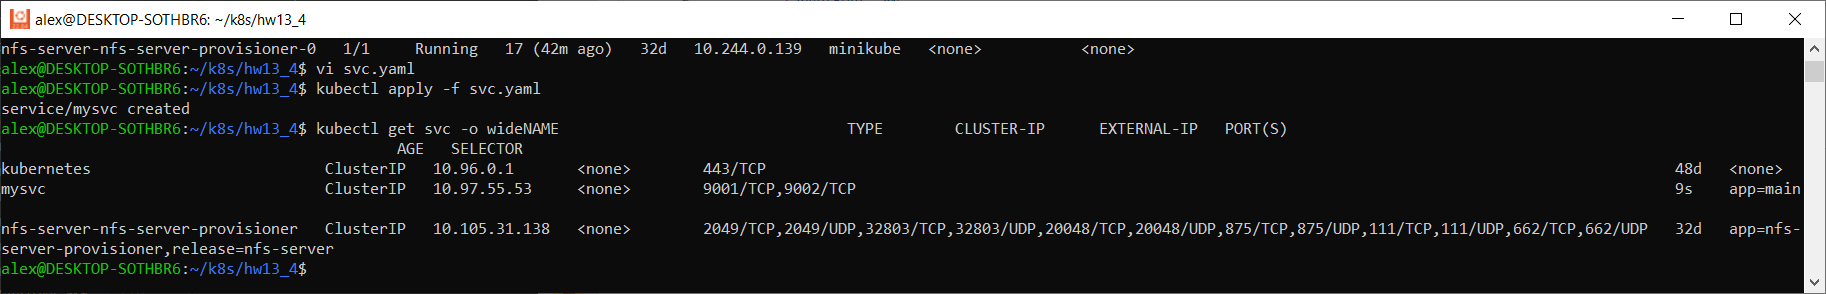 alex@DESKTOP-SOTHBR6: ~/k8s/hw13_4
nfs-server-nfs-server-provisioner-0   1/1     Running   17 (42m ago)   32d   10.244.0.139   minikube   <none>           <none>
alex@DESKTOP-SOTHBR6:~/k8s/hw13_4$ vi svc.yaml
alex@DESKTOP-SOTHBR6:~/k8s/hw13_4$ kubectl apply -f svc.yaml
service/mysvc created
alex@DESKTOP-SOTHBR6:~/k8s/hw13_4$ kubectl get svc -o wideNAME                                TYPE        CLUSTER-IP      EXTERNAL-IP   PORT(S)
                                            AGE   SELECTOR
kubernetes                          ClusterIP   10.96.0.1       <none>        443/TCP                                                                                                     48d   <none>
mysvc                               ClusterIP   10.97.55.53     <none>        9001/TCP,9002/TCP                                                                                           9s    app=main
nfs-server-nfs-server-provisioner   ClusterIP   10.105.31.138   <none>        2049/TCP,2049/UDP,32803/TCP,32803/UDP,20048/TCP,20048/UDP,875/TCP,875/UDP,111/TCP,111/UDP,662/TCP,662/UDP   32d   app=nfs-
server-provisioner,release=nfs-server
alex@DESKTOP-SOTHBR6:~/k8s/hw13_4$